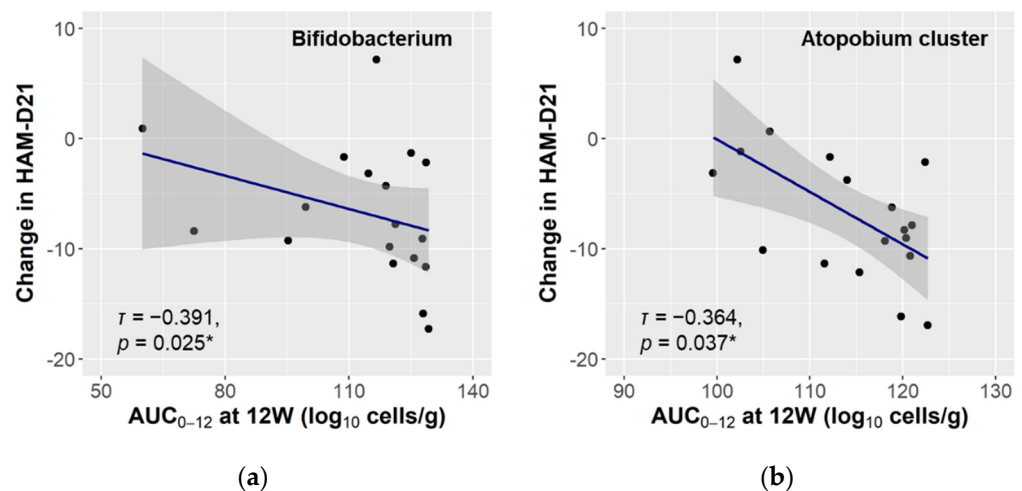 Bifidobacterium
Change in HAM-D21
10
0
-10
-20
τ = −0.391,
p = 0.025*
50 80 110 140
AUC₀₋₁₂ at 12W (log₁₀ cells/g)
(a)
Atopobium cluster
Change in HAM-D21
10
0
-10
-20
τ = −0.364,
p = 0.037*
90 100 110 120 130
AUC₀₋₁₂ at 12W (log₁₀ cells/g)
(b)